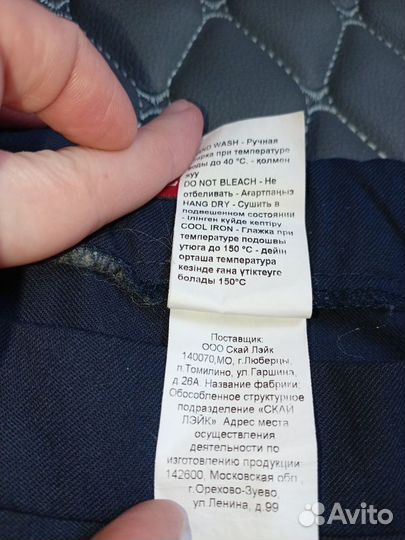 HAND WASH - Ручная
стирка при температуре
воды до 40 °С. - қолмен
жуу
DO NOT BLEACH - Не
отбеливать - Ағартпаңыз
HANG DRY - Сушить в
подвешенном состоянии
- Ілінген күйде кептіру
COOL IRON - Глажка при
температуре подошвы
утюга до 150 °С - дейін
орташа температура
кезінде ғана үтіктеуге
болады 150°С
Поставщик:
ООО Скай Лэйк
140070,МО, г.Люберцы,
п.Томилино, ул.Гаршина,
д.26А. Название фабрики:
Обособленное структурное
подразделение «СКАЙ
ЛЭЙК». Адрес места
осуществления
деятельности по
изготовлению продукции:
142600, Московская обл.,
г.Орехово-Зуево,
ул.Ленина, д.99
Avito